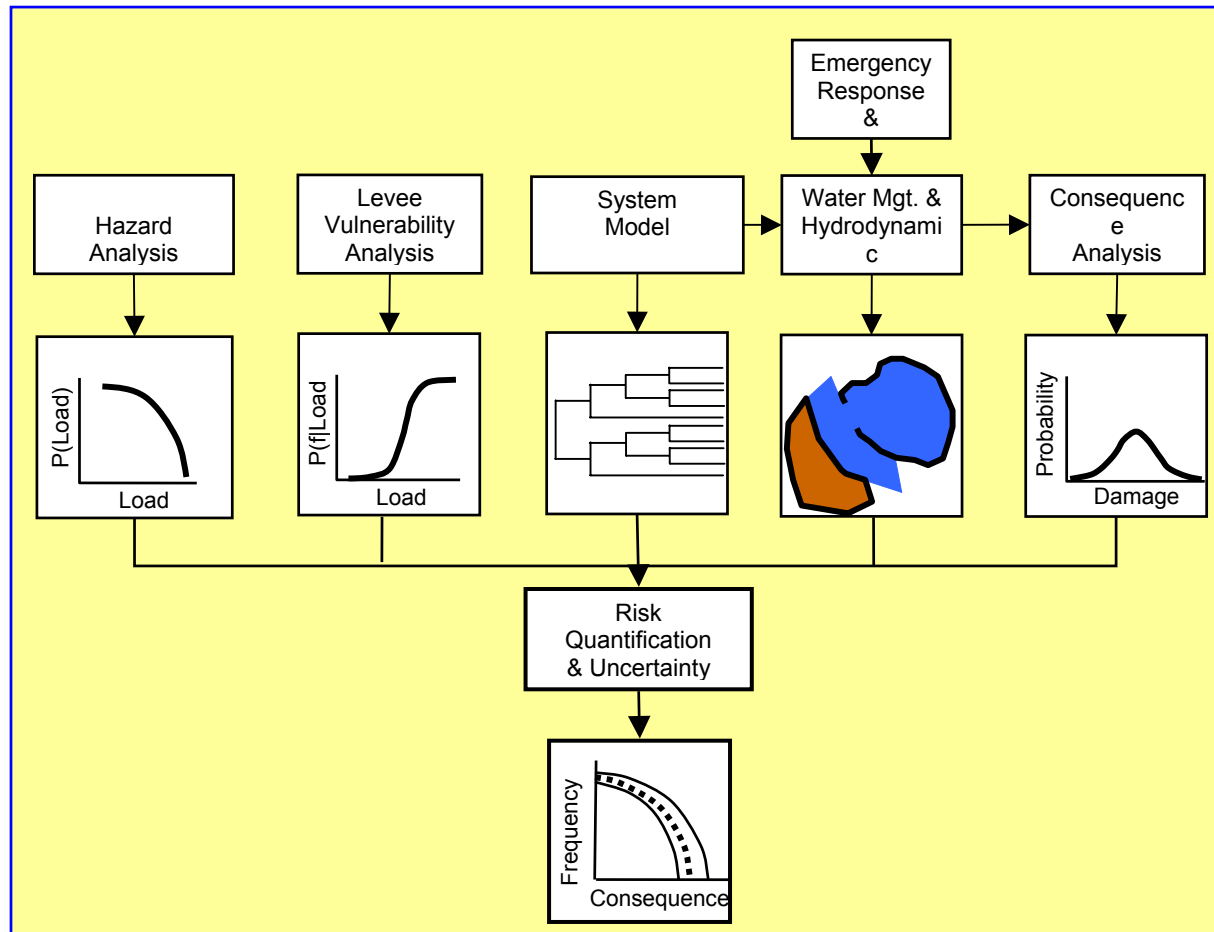 Emergency
Response
&
Hazard
Analysis
Levee
Vulnerability
Analysis
System
Model
Water Mgt. &
Hydrodynami
c
Consequenc
e
Analysis
P(Load)
Load
P(f|Load
Load
Probability
Damage
Risk
Quantification
& Uncertainty
Frequency
Consequence